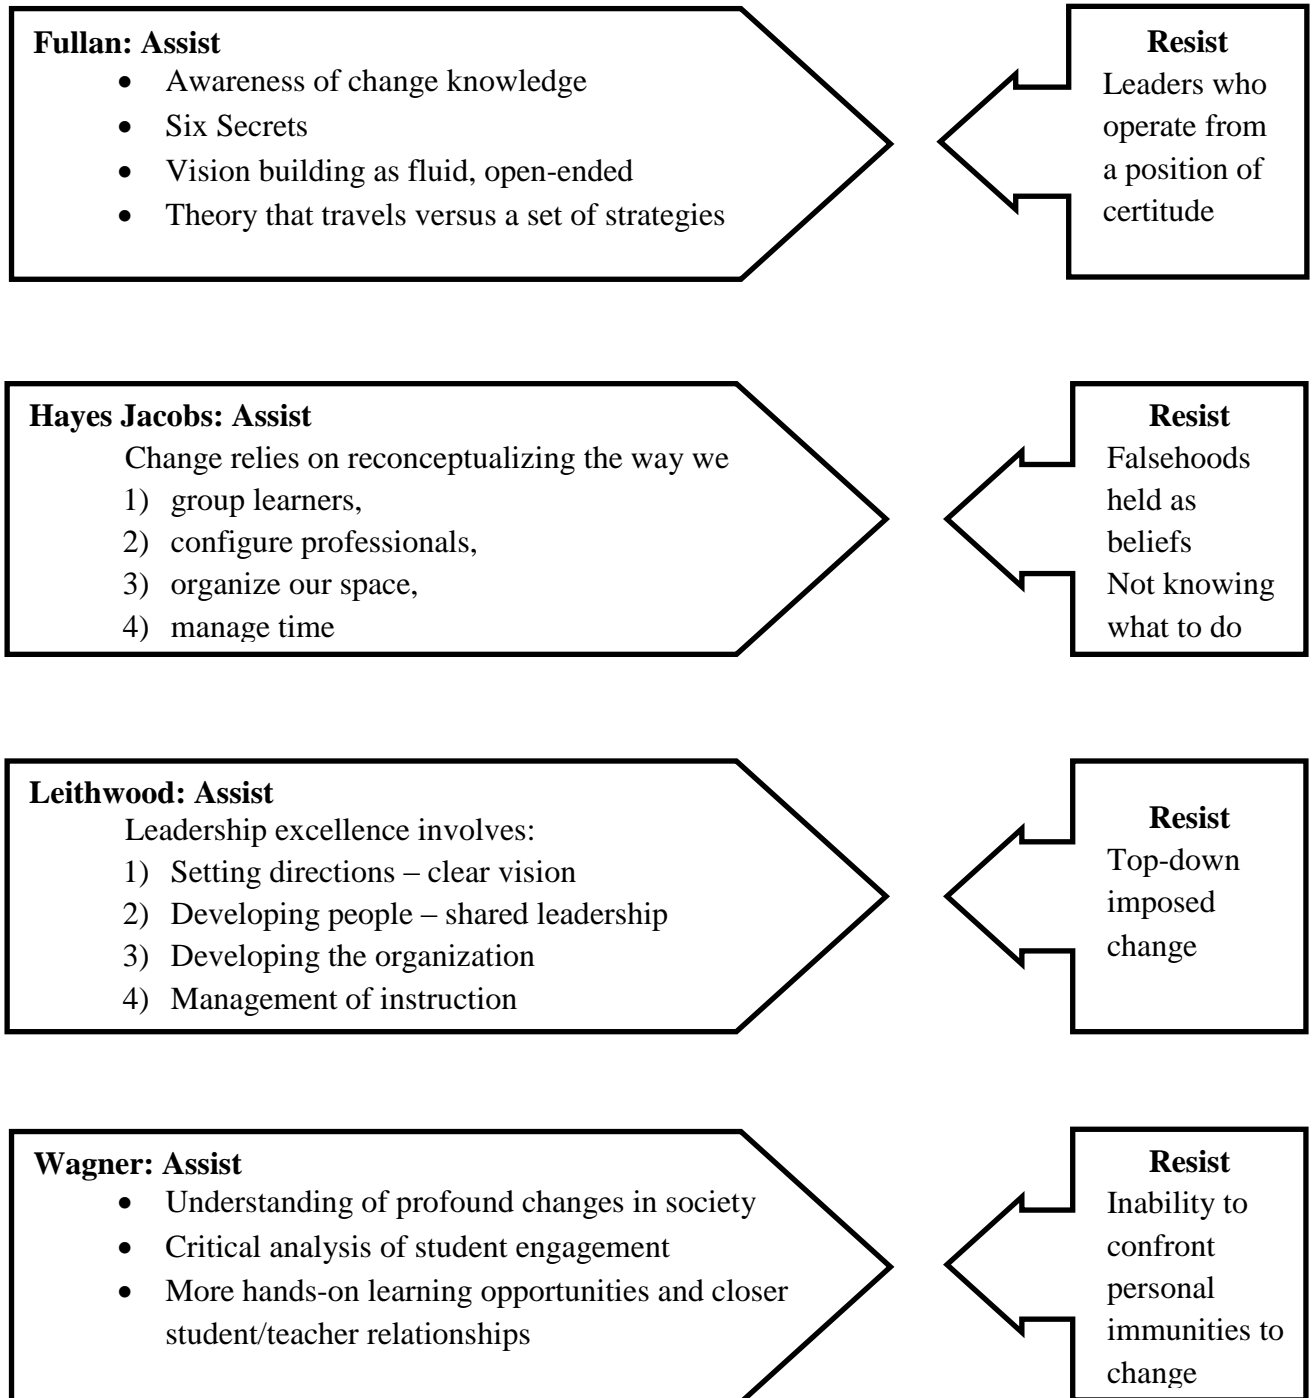 Fullan: Assist
• Awareness of change knowledge
• Six Secrets
• Vision building as fluid, open-ended
• Theory that travels versus a set of strategies
Resist
Leaders who
operate from
a position of
certitude
Hayes Jacobs: Assist
Change relies on reconceptualizing the way we
1) group learners,
2) configure professionals,
3) organize our space,
4) manage time
Resist
Falsehoods
held as
beliefs
Not knowing
what to do
Leithwood: Assist
Leadership excellence involves:
1) Setting directions – clear vision
2) Developing people – shared leadership
3) Developing the organization
4) Management of instruction
Resist
Top-down
imposed
change
Wagner: Assist
• Understanding of profound changes in society
• Critical analysis of student engagement
• More hands-on learning opportunities and closer
student/teacher relationships
Resist
Inability to
confront
personal
immunities to
change